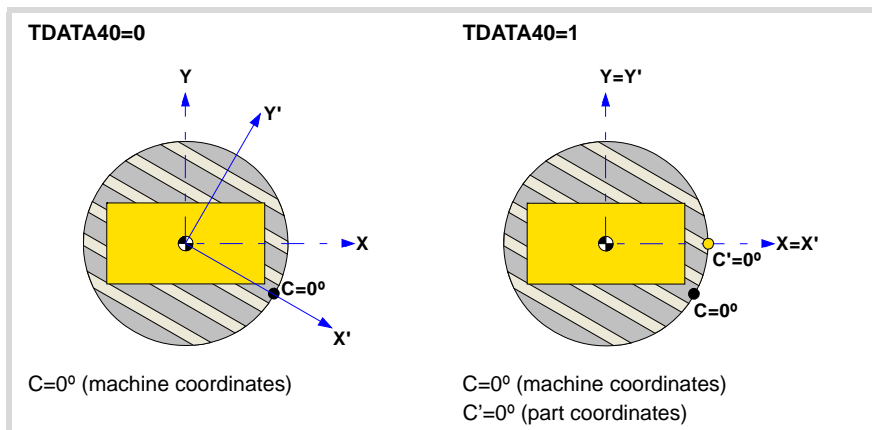 TDATA40=0
Y
Y'
X
C=0º
X'
C=0º (machine coordinates)
TDATA40=1
Y=Y'
X=X'
C'=0º
C=0º
C=0º (machine coordinates)
C’=0º (part coordinates)